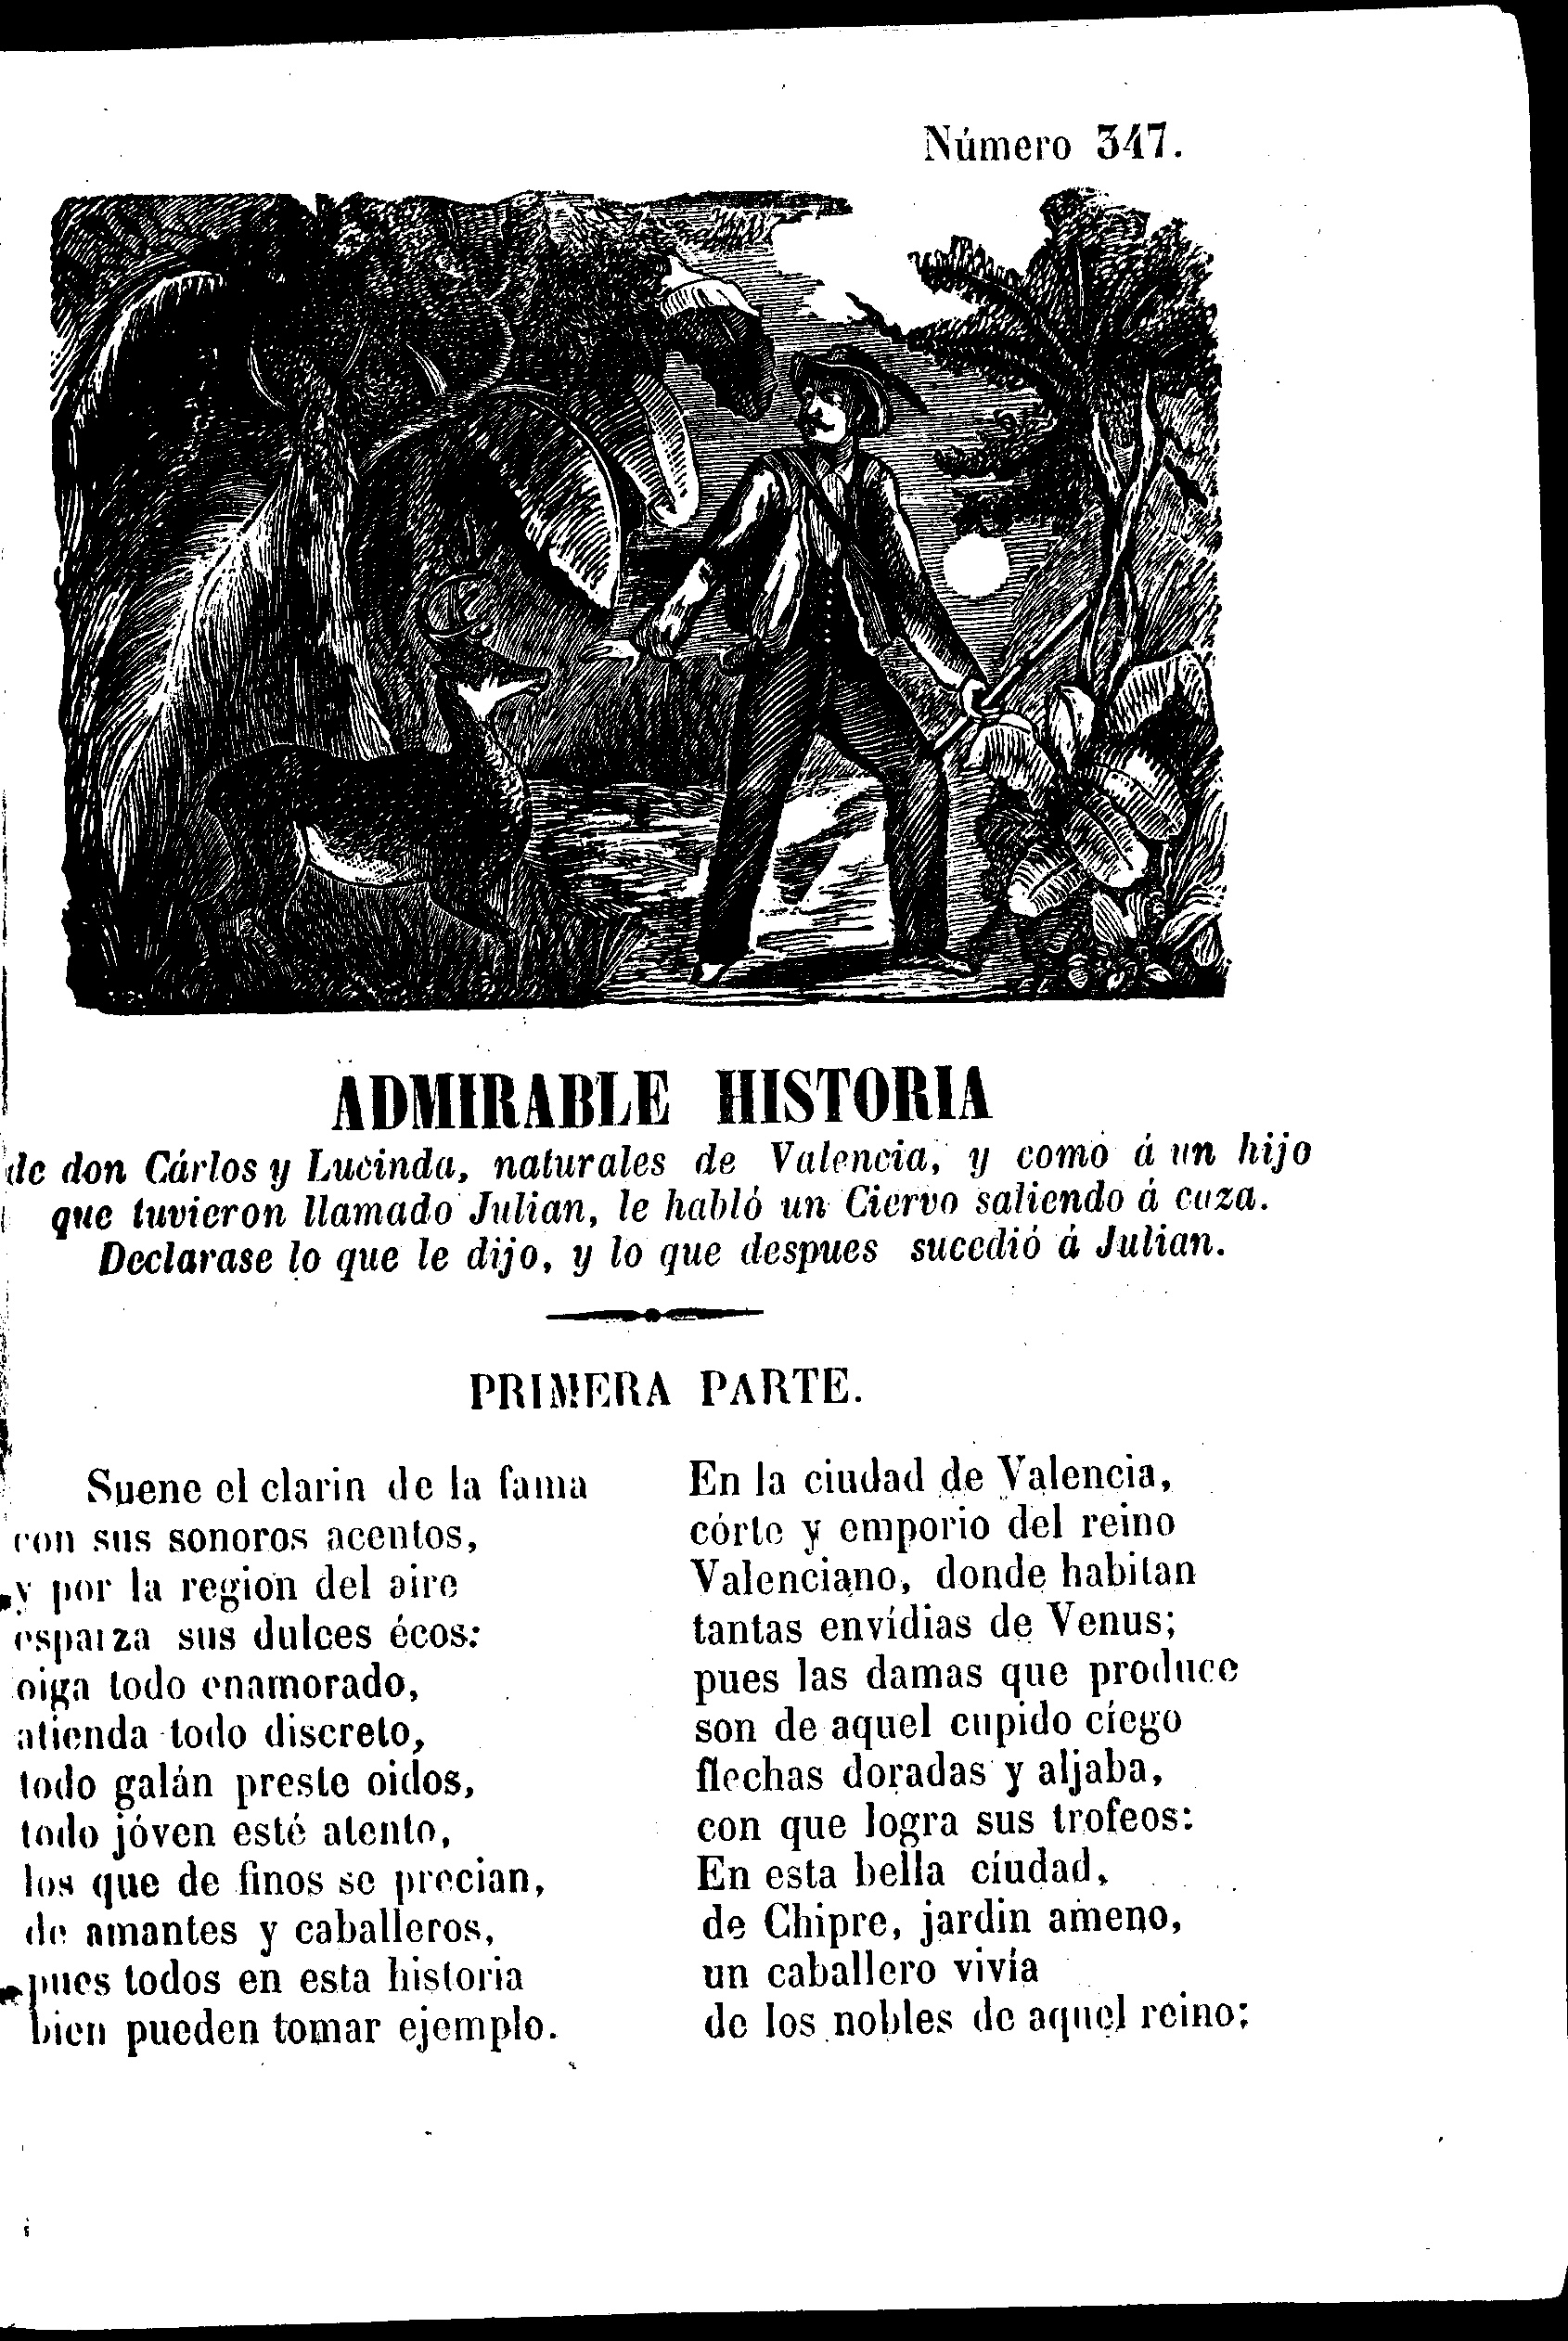 Número 347.
ADMIRABLE HISTORIA
de don Cárlos y Lucinda, naturales de Valencia, y como á un hijo
que tuvieron llamado Julian, le habló un Ciervo saliendo á caza.
Declarase lo que le dijo, y lo que despues sucedió á Julian.
PRIMERA PARTE.
Suene el clarin de la fama
con sus sonoros acentos,
y por la region del aire
esparza sus dulces écos:
oiga todo enamorado,
atienda todo discreto,
todo galán preste oidos,
todo jóven esté atento,
los que de finos se precian,
de amantes y caballeros,
pues todos en esta historia
bien pueden tomar ejemplo.
En la ciudad de Valencia,
córte y emporio del reino
Valenciano, donde habitan
tantas envídias de Venus;
pues las damas que produce
son de aquel cupido cíego
flechas doradas y aljaba,
con que logra sus trofeos:
En esta bella cíudad,
de Chipre, jardin ameno,
un caballero vivía
de los nobles de aquel reino;